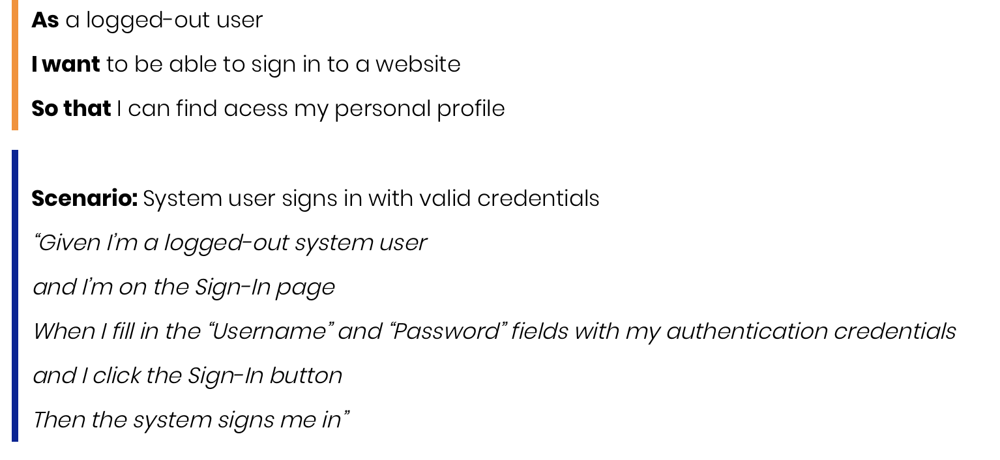 As a logged-out user
I want to be able to sign in to a website
So that I can find acess my personal profile
Scenario: System user signs in with valid credentials
“Given I’m a logged-out system user
and I’m on the Sign-In page
When I fill in the “Username” and “Password” fields with my authentication credentials
and I click the Sign-In button
Then the system signs me in”